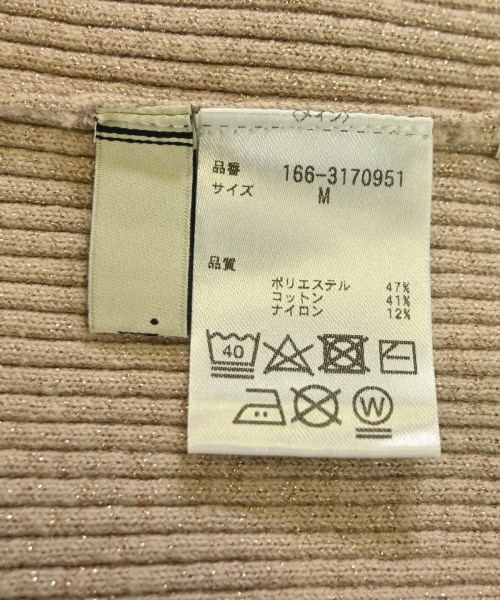 〈メイン〉
品番 166-3170951
サイズ M
品質
ポリエステル 47%
コットン 41%
ナイロン 12%
40
W